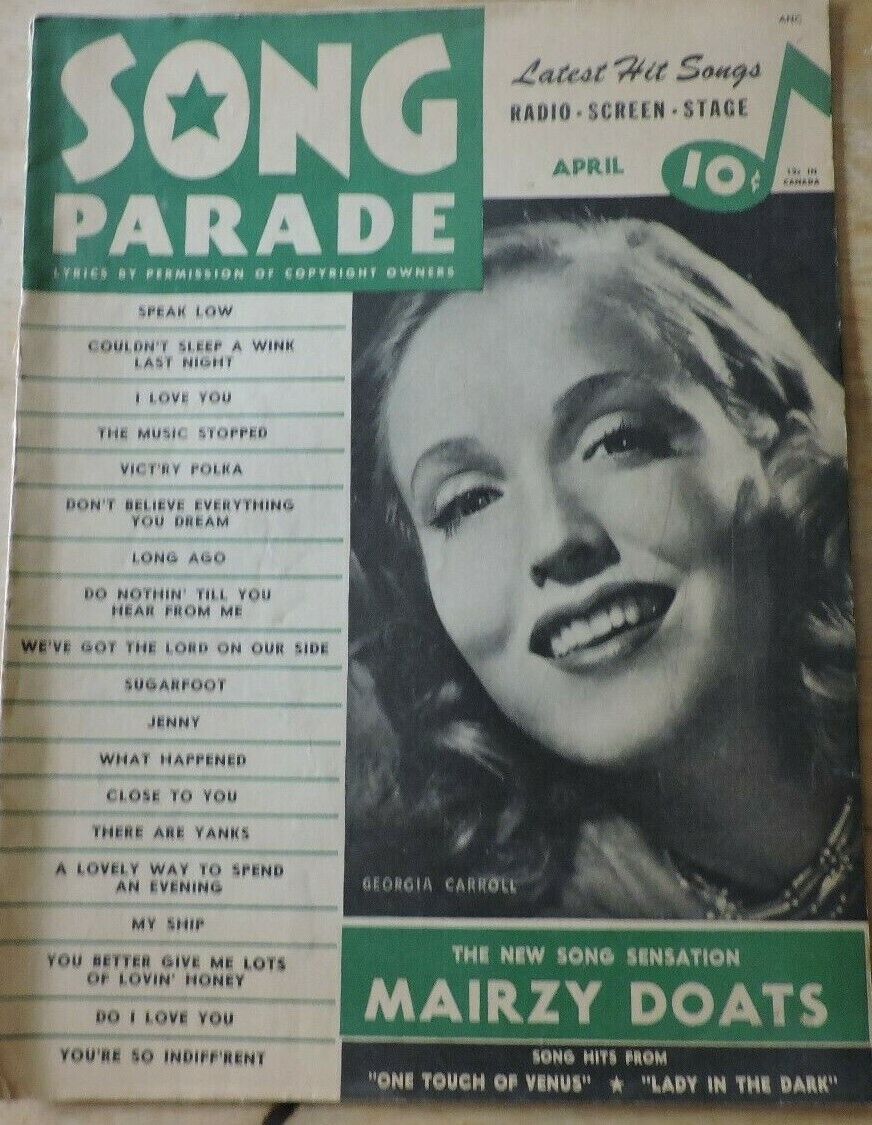 SONG
PARADE
LYRICS BY PERMISSION OF COPYRIGHT OWNERS
ANC
Latest Hit Songs
RADIO • SCREEN • STAGE
APRIL
10¢
12c IN
CANADA
SPEAK LOW
COULDN'T SLEEP A WINK
LAST NIGHT
I LOVE YOU
THE MUSIC STOPPED
VICT'RY POLKA
DON'T BELIEVE EVERYTHING
YOU DREAM
LONG AGO
DO NOTHIN' TILL YOU
HEAR FROM ME
WE'VE GOT THE LORD ON OUR SIDE
SUGARFOOT
JENNY
WHAT HAPPENED
CLOSE TO YOU
THERE ARE YANKS
A LOVELY WAY TO SPEND
AN EVENING
MY SHIP
YOU BETTER GIVE ME LOTS
OF LOVIN' HONEY
DO I LOVE YOU
YOU'RE SO INDIFF'RENT
GEORGIA CARROLL
THE NEW SONG SENSATION
MAIRZY DOATS
SONG HITS FROM
"ONE TOUCH OF VENUS" ★ "LADY IN THE DARK"